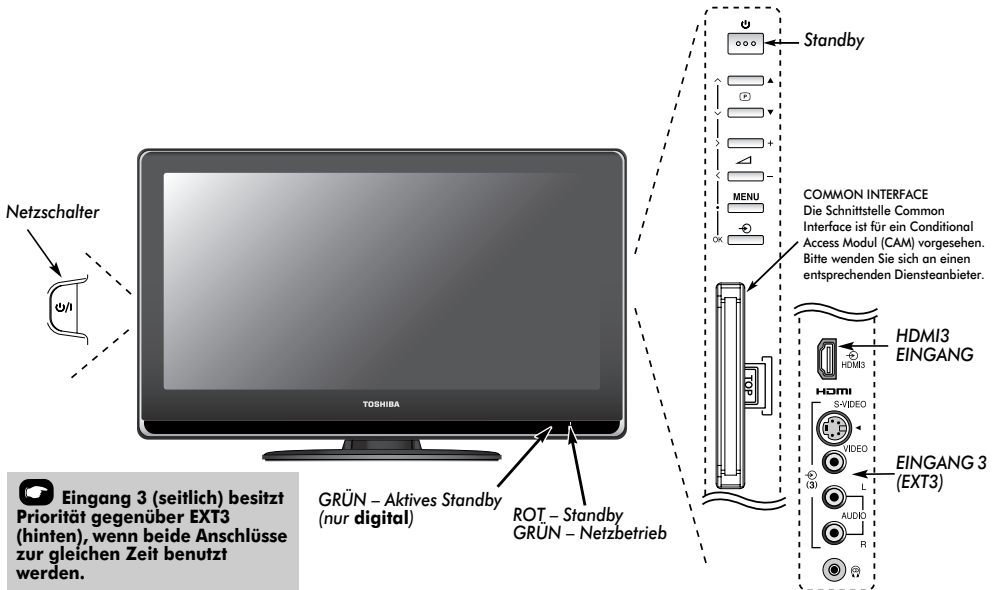 Standby
P
+
–
MENU
OK
Netzschalter
COMMON INTERFACE
Die Schnittstelle Common
Interface ist für ein Conditional
Access Modul (CAM) vorgesehen.
Bitte wenden Sie sich an einen
entsprechenden Diensteanbieter.
TOP
TOSHIBA
HDMI3
EINGANG
HDMI3
HDMI
S-VIDEO
VIDEO
(3)
L
AUDIO
R
EINGANG 3
(EXT3)
GRÜN – Aktives Standby
(nur digital)
ROT – Standby
GRÜN – Netzbetrieb
Eingang 3 (seitlich) besitzt
Priorität gegenüber EXT3
(hinten), wenn beide Anschlüsse
zur gleichen Zeit benutzt
werden.